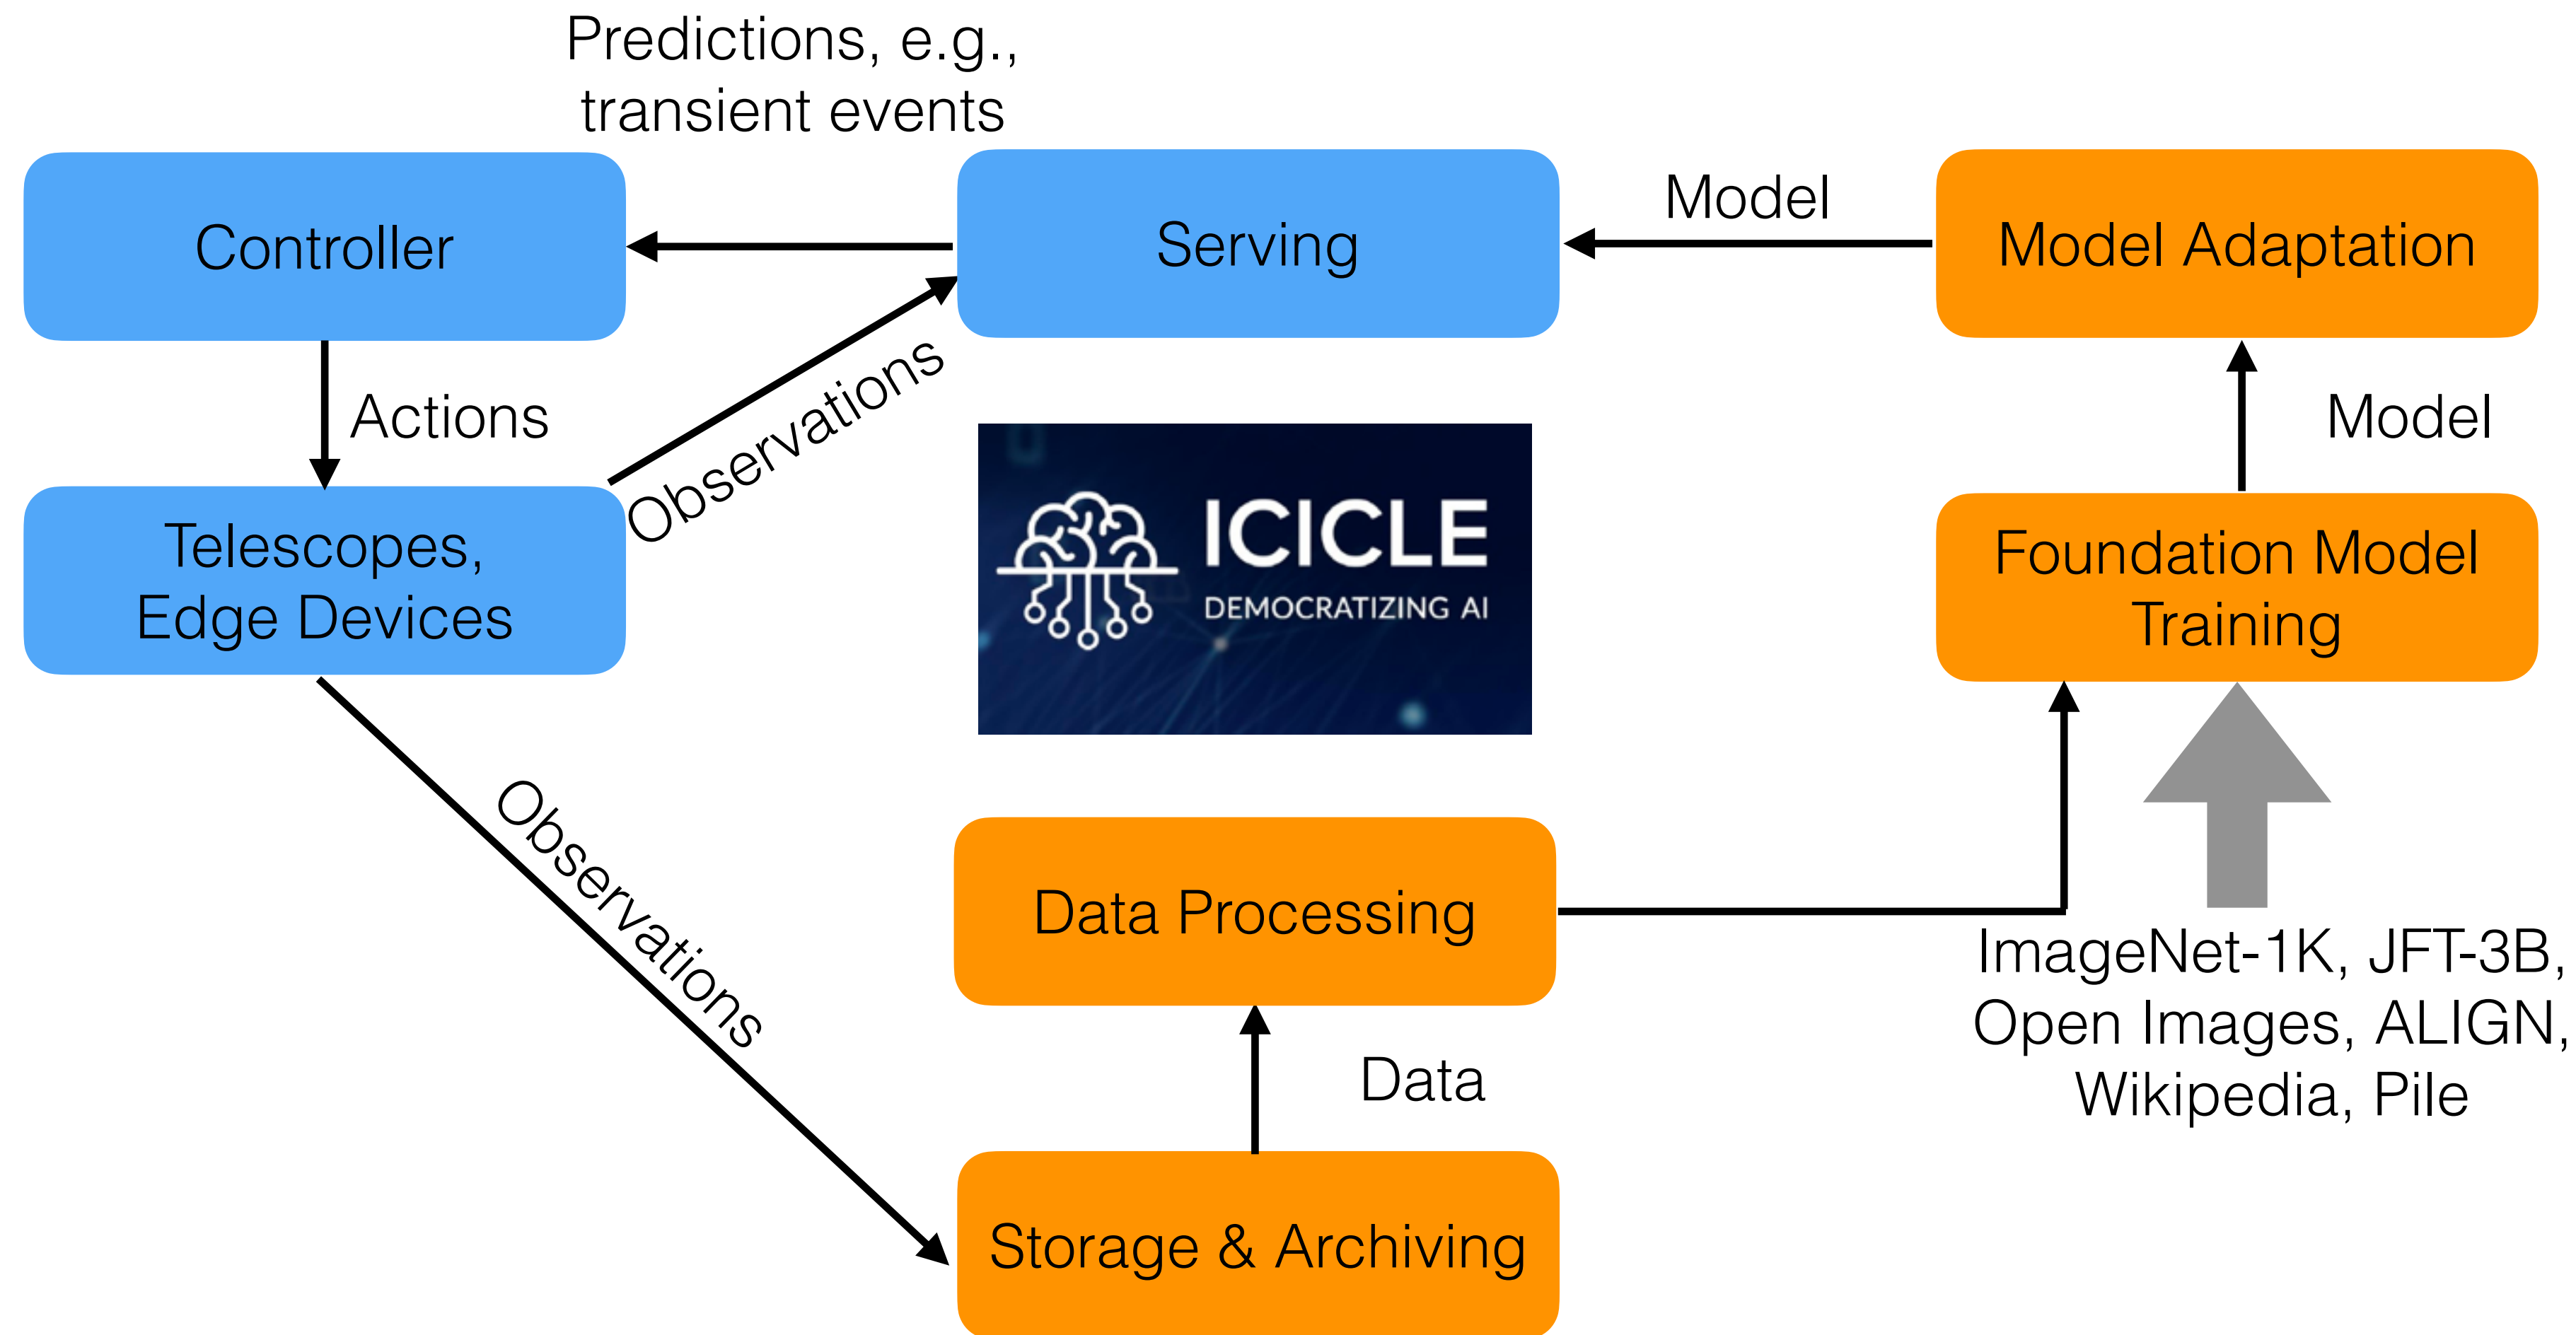 Predictions, e.g.,
transient events
Controller
Serving
Model
Model Adaptation
Actions
Observations
Model
Telescopes,
Edge Devices
ICICLE
DEMOCRATIZING AI
Foundation Model
Training
Observations
Data Processing
ImageNet-1K, JFT-3B,
Open Images, ALIGN,
Wikipedia, Pile
Data
Storage & Archiving